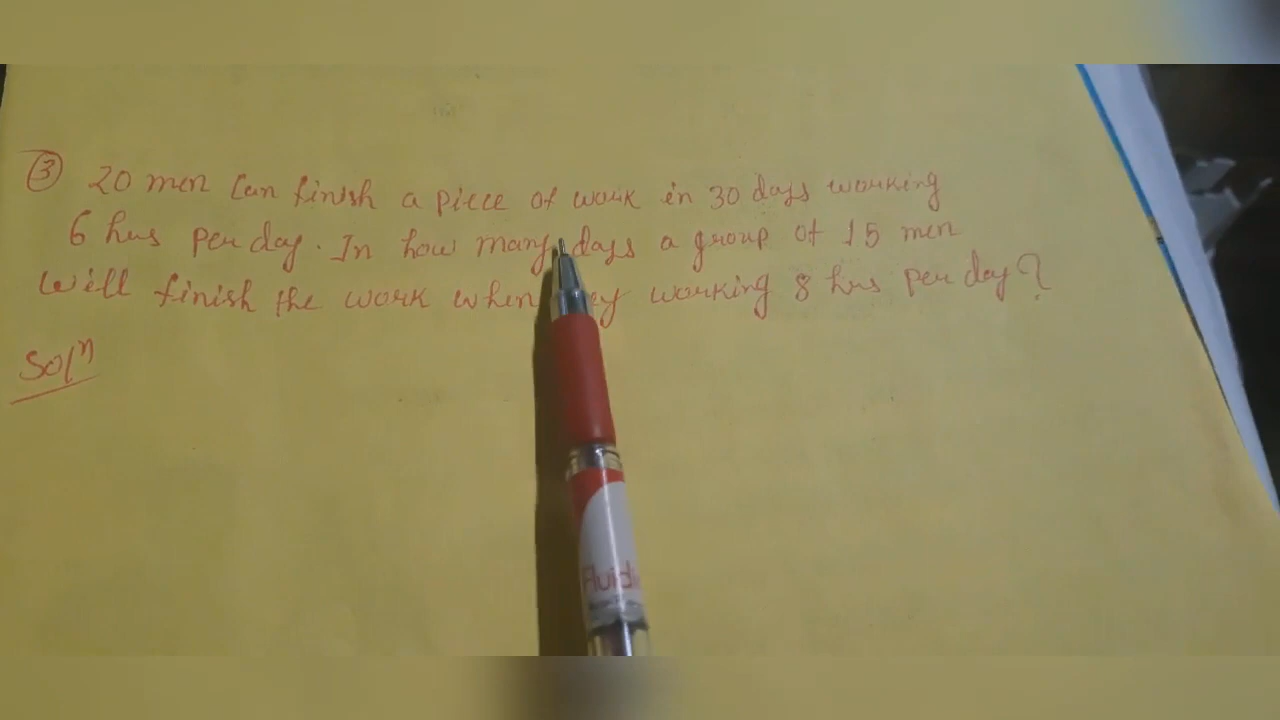 ③ 20 men can finish a piece of work in 30 days working
6 hrs per day. In how many days a group of 15 men
will finish the work when working 8 hrs per day?
Solⁿ